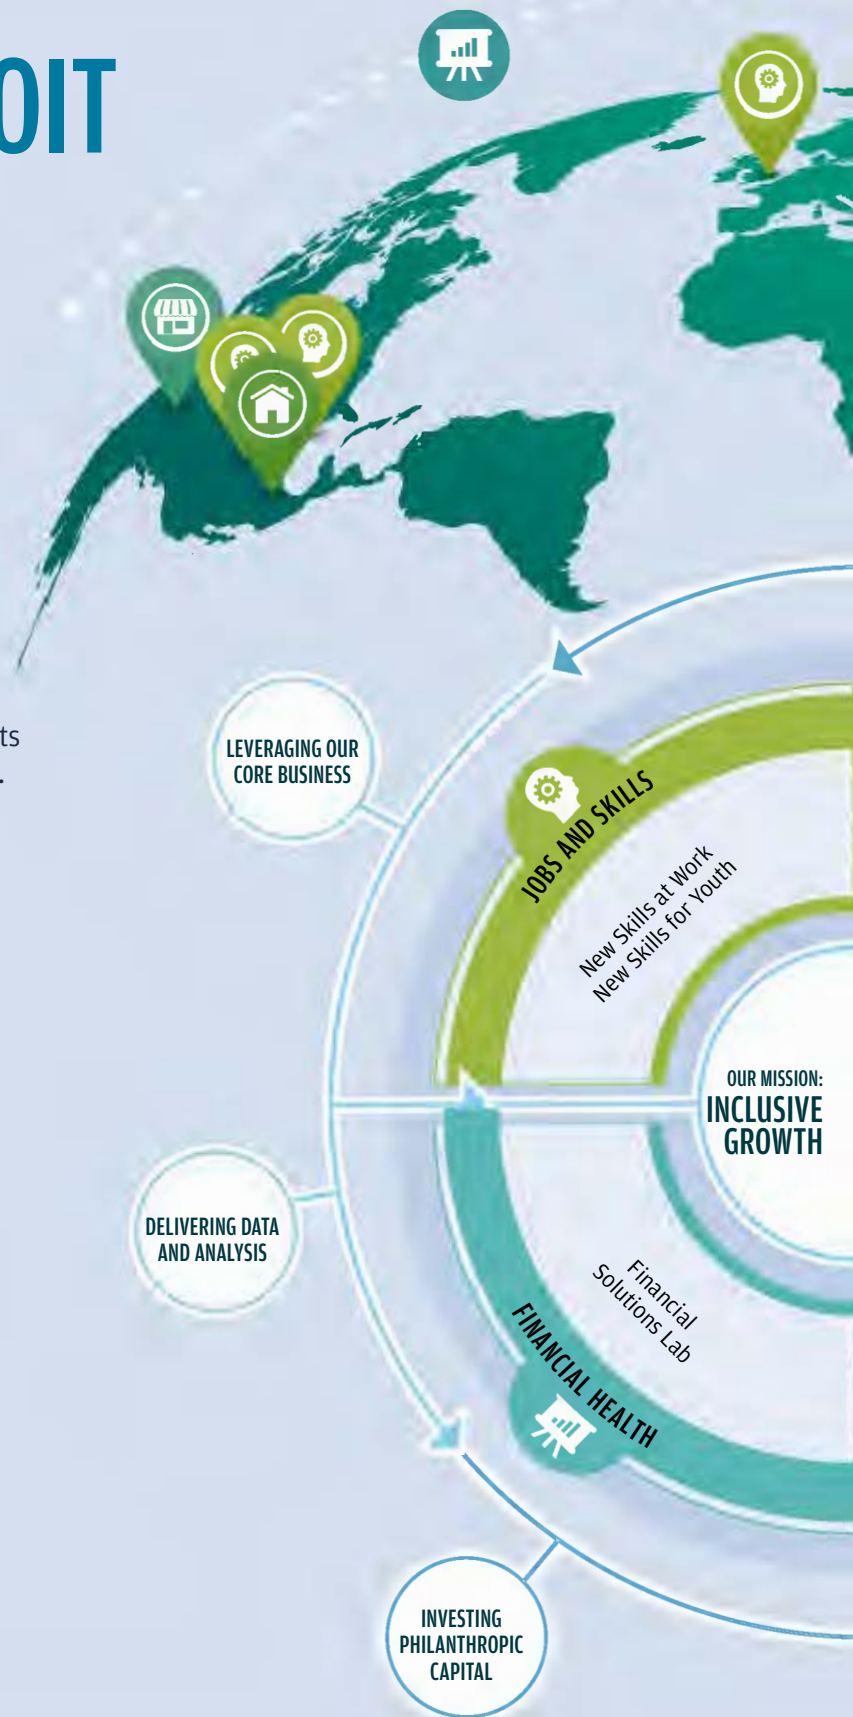 OIT
ts
.
LEVERAGING OUR
CORE BUSINESS
JOBS AND SKILLS
New Skills at Work
New Skills for Youth
OUR MISSION:
INCLUSIVE
GROWTH
DELIVERING DATA
AND ANALYSIS
Financial
Solutions Lab
FINANCIAL HEALTH
INVESTING
PHILANTHROPIC
CAPITAL